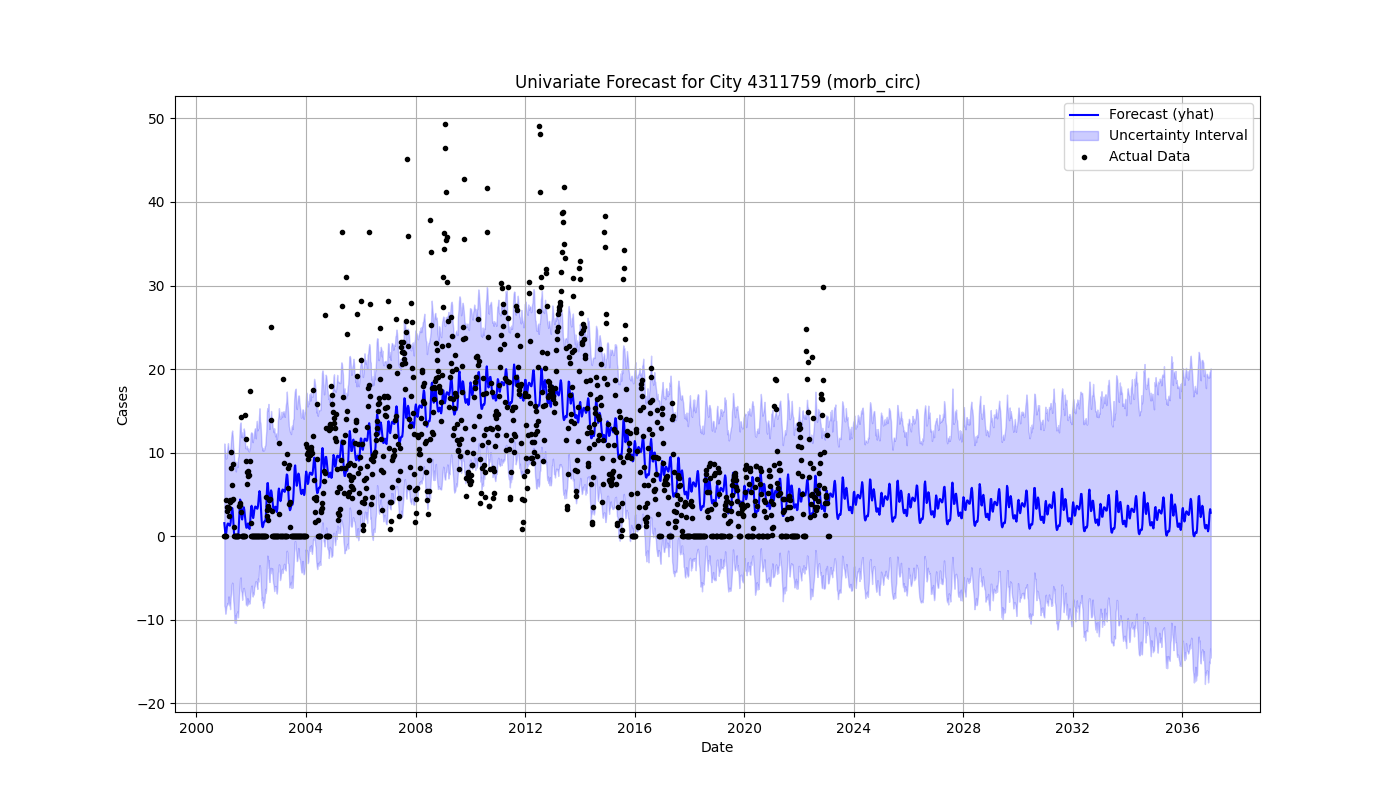 Univariate Forecast for City 4311759 (morb_circ)
Forecast (yhat)
Uncertainty Interval
Actual Data
Cases
50
40
30
20
10
0
−10
−20
2000 2004 2008 2012 2016 2020 2024 2028 2032 2036
Date